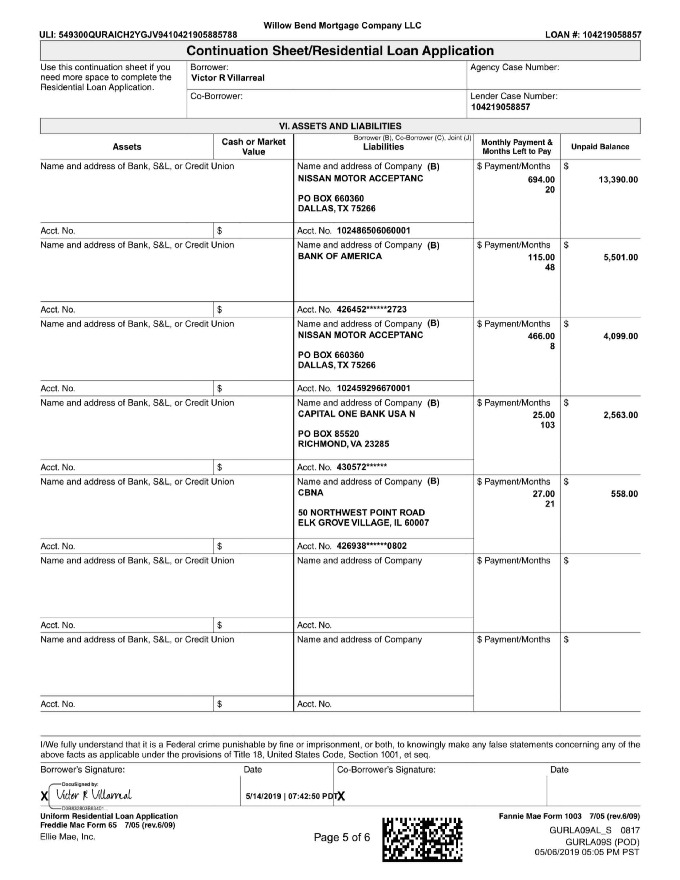 Willow Bend Mortgage Company LLC
ULI: 549300QURAICH2YGJV9410421905885788 LOAN #: 104219058857
Continuation Sheet/Residential Loan Application
Use this continuation sheet if you
need more space to complete the
Residential Loan Application.
Borrower:
Victor R Villarreal
Agency Case Number:
Co-Borrower:
Lender Case Number:
104219058857
VI. ASSETS AND LIABILITIES
Assets
Cash or Market
Value
Borrower (B), Co-Borrower (C), Joint (J)
Liabilities
Monthly Payment &
Months Left to Pay
Unpaid Balance
Name and address of Bank, S&L, or Credit Union
Name and address of Company (B)
NISSAN MOTOR ACCEPTANC
PO BOX 660360
DALLAS, TX 75266
$ Payment/Months
694.00
20
$
13,390.00
Acct. No.
$
Acct. No. 102486506060001
Name and address of Bank, S&L, or Credit Union
Name and address of Company (B)
BANK OF AMERICA
$ Payment/Months
115.00
48
$
5,501.00
Acct. No.
$
Acct. No. 426452******2723
Name and address of Bank, S&L, or Credit Union
Name and address of Company (B)
NISSAN MOTOR ACCEPTANC
PO BOX 660360
DALLAS, TX 75266
$ Payment/Months
466.00
8
$
4,099.00
Acct. No.
$
Acct. No. 102459296670001
Name and address of Bank, S&L, or Credit Union
Name and address of Company (B)
CAPITAL ONE BANK USA N
PO BOX 85520
RICHMOND, VA 23285
$ Payment/Months
25.00
103
$
2,563.00
Acct. No.
$
Acct. No. 430572******
Name and address of Bank, S&L, or Credit Union
Name and address of Company (B)
CBNA
50 NORTHWEST POINT ROAD
ELK GROVE VILLAGE, IL 60007
$ Payment/Months
27.00
21
$
558.00
Acct. No.
$
Acct. No. 426938******0802
Name and address of Bank, S&L, or Credit Union
Name and address of Company
$ Payment/Months
$
Acct. No.
$
Acct. No.
Name and address of Bank, S&L, or Credit Union
Name and address of Company
$ Payment/Months
$
Acct. No.
$
Acct. No.
I/We fully understand that it is a Federal crime punishable by fine or imprisonment, or both, to knowingly make any false statements concerning any of the
above facts as applicable under the provisions of Title 18, United States Code, Section 1001, et seq.
Borrower's Signature:
Date
Co-Borrower's Signature:
Date
DocuSigned by:
X Victor R Villarreal
5/14/2019 | 07:42:50 PDT
X
Uniform Residential Loan Application
Freddie Mac Form 65 7/05 (rev.6/09)
Ellie Mae, Inc.
Page 5 of 6
Fannie Mae Form 1003 7/05 (rev.6/09)
GURLA09AL_S 0817
GURLA09S (POD)
05/06/2019 05:05 PM PST